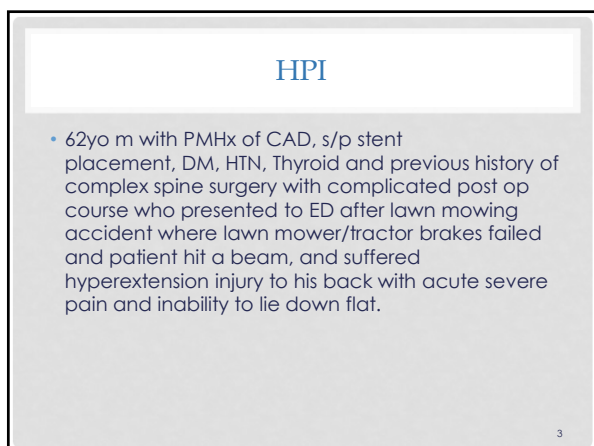 HPI
• 62yo m with PMHx of CAD, s/p stent
placement, DM, HTN, Thyroid and previous history of
complex spine surgery with complicated post op
course who presented to ED after lawn mowing
accident where lawn mower/tractor brakes failed
and patient hit a beam, and suffered
hyperextension injury to his back with acute severe
pain and inability to lie down flat.
3